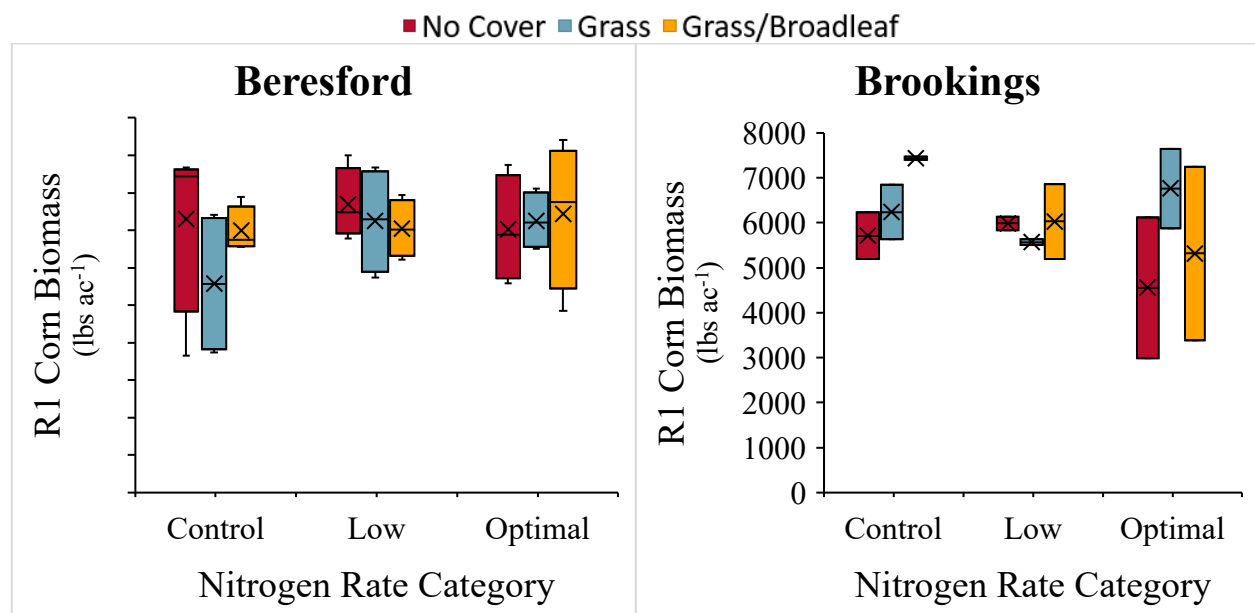 No Cover Grass Grass/Broadleaf
Beresford
R1 Corn Biomass
(lbs ac-1)
Control Low Optimal
Nitrogen Rate Category
Brookings
R1 Corn Biomass
(lbs ac-1)
8000
7000
6000
5000
4000
3000
2000
1000
0
Control Low Optimal
Nitrogen Rate Category